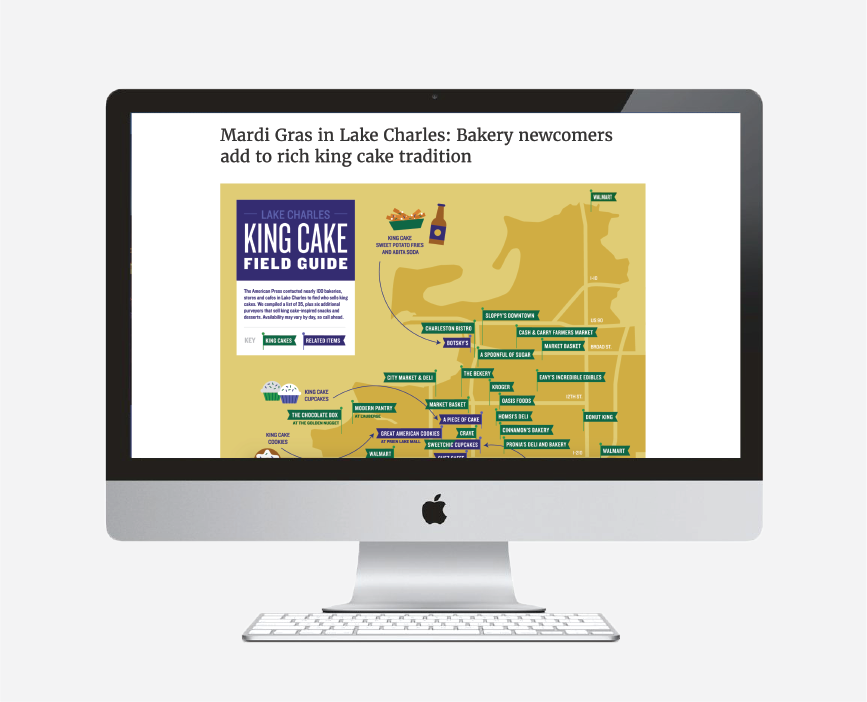 Mardi Gras in Lake Charles: Bakery newcomers
add to rich king cake tradition
LAKE CHARLES
KING CAKE
FIELD GUIDE
The American Press contacted nearly 100 bakeries,
stores and cafes in Lake Charles to find who sells king
cakes. We compiled a list of 35, plus six additional
purveyors that sell king cake-inspired snacks and
desserts. Availability may vary by day, so call ahead.
KEY
KING CAKES
RELATED ITEMS
KING CAKE
SWEET POTATO FRIES
AND ABITA SODA
WALMART
I-10
SLOPPY'S DOWNTOWN
US 90
CHARLESTON BISTRO
CASH & CARRY FARMERS MARKET
BOTSKY'S
MARKET BASKET
BROAD ST.
A SPOONFUL OF SUGAR
CITY MARKET & DELI
THE BEKERY
EAVY'S INCREDIBLE EDIBLES
KROGER
KING CAKE
CUPCAKES
12TH ST.
OASIS FOODS
MARKET BASKET
MODERN PANTRY
AT L'AUBERGE
THE CHOCOLATE BOX
AT THE GOLDEN NUGGET
A PIECE OF CAKE
HOMSI'S DELI
DONUT KING
KING CAKE
COOKIES
GREAT AMERICAN COOKIES
AT PRIEN LAKE MALL
CRAVE
CINNAMON'S BAKERY
SWEETCHIC CUPCAKES
PRONIA'S DELI AND BAKERY
WALMART
I-210
WALMART